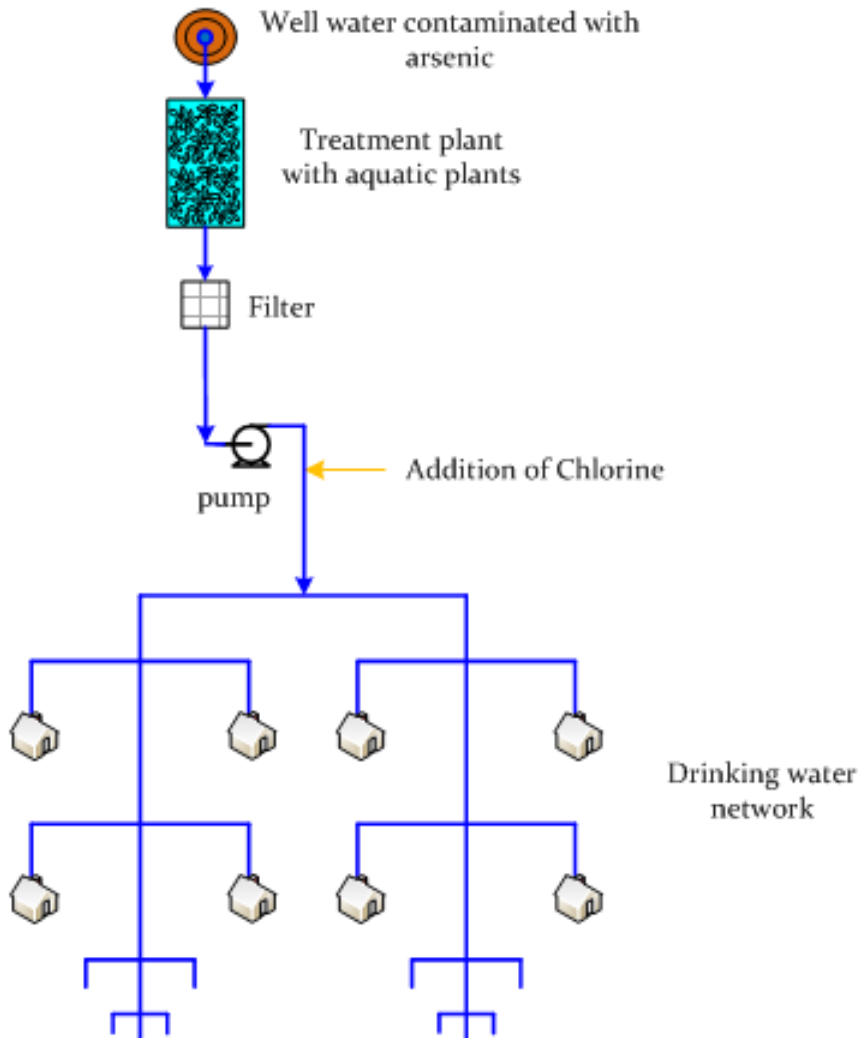 Well water contaminated with
arsenic
Treatment plant
with aquatic plants
Filter
Addition of Chlorine
pump
Drinking water
network